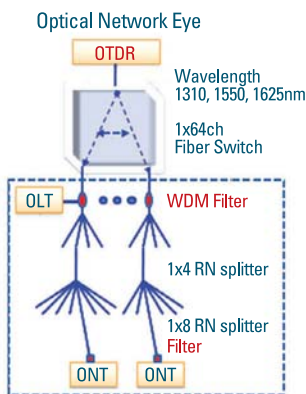 Optical Network Eye
OTDR
Wavelength
1310, 1550, 1625nm
1x64ch
Fiber Switch
OLT
WDM Filter
1x4 RN splitter
1x8 RN splitter
Filter
ONT
ONT